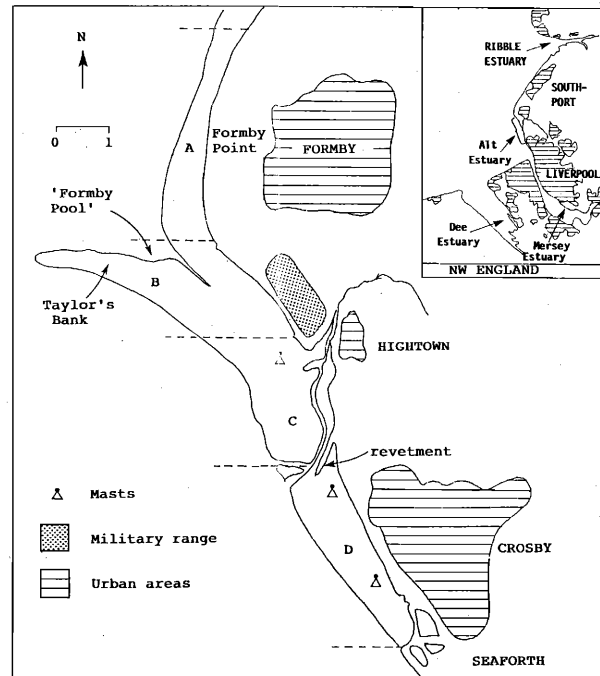 N
0 1
A
Formby
Point
FORMBY
'Formby
Pool'
B
Taylor's
Bank
HIGHTOWN
C
revetment
Masts
Military range
Urban areas
D
CROSBY
SEAFORTH
RIBBLE
ESTUARY
SOUTH-
PORT
Alt
Estuary
LIVERPOOL
Dee
Estuary
Mersey
Estuary
NW ENGLAND